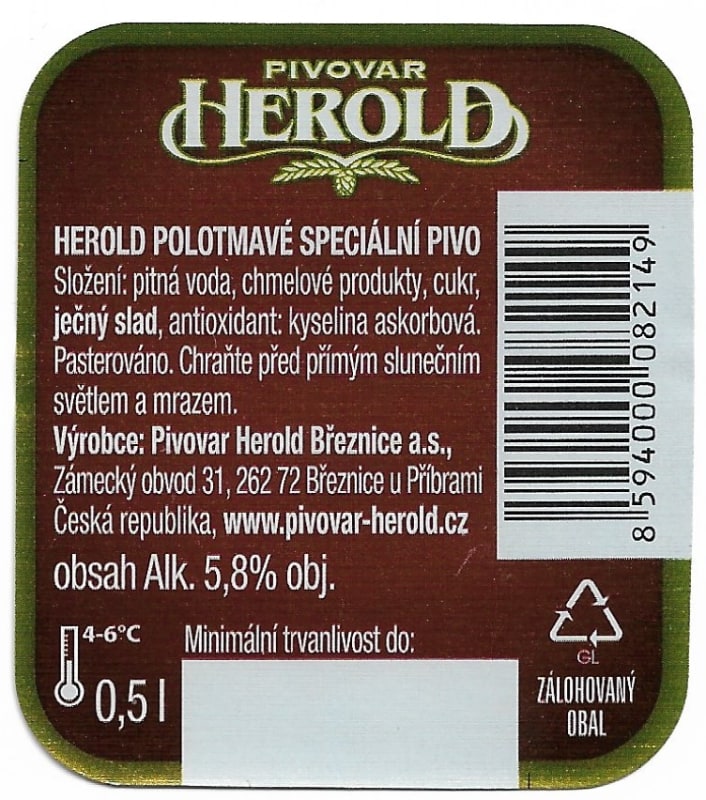 PIVOVAR
HEROLD
HEROLD POLOTMAVÉ SPECIÁLNÍ PIVO
Složení: pitná voda, chmelové produkty, cukr,
ječný slad, antioxidant: kyselina askorbová.
Pasterováno. Chraňte před přímým slunečním
světlem a mrazem.
Výrobce: Pivovar Herold Březnice a.s.,
Zámecký obvod 31, 262 72 Březnice u Příbrami
Česká republika, www.pivovar-herold.cz
obsah Alk. 5,8% obj.
4-6°C
0,5 l
Minimální trvanlivost do:
8 594000 082149
GL
ZÁLOHOVANÝ
OBAL